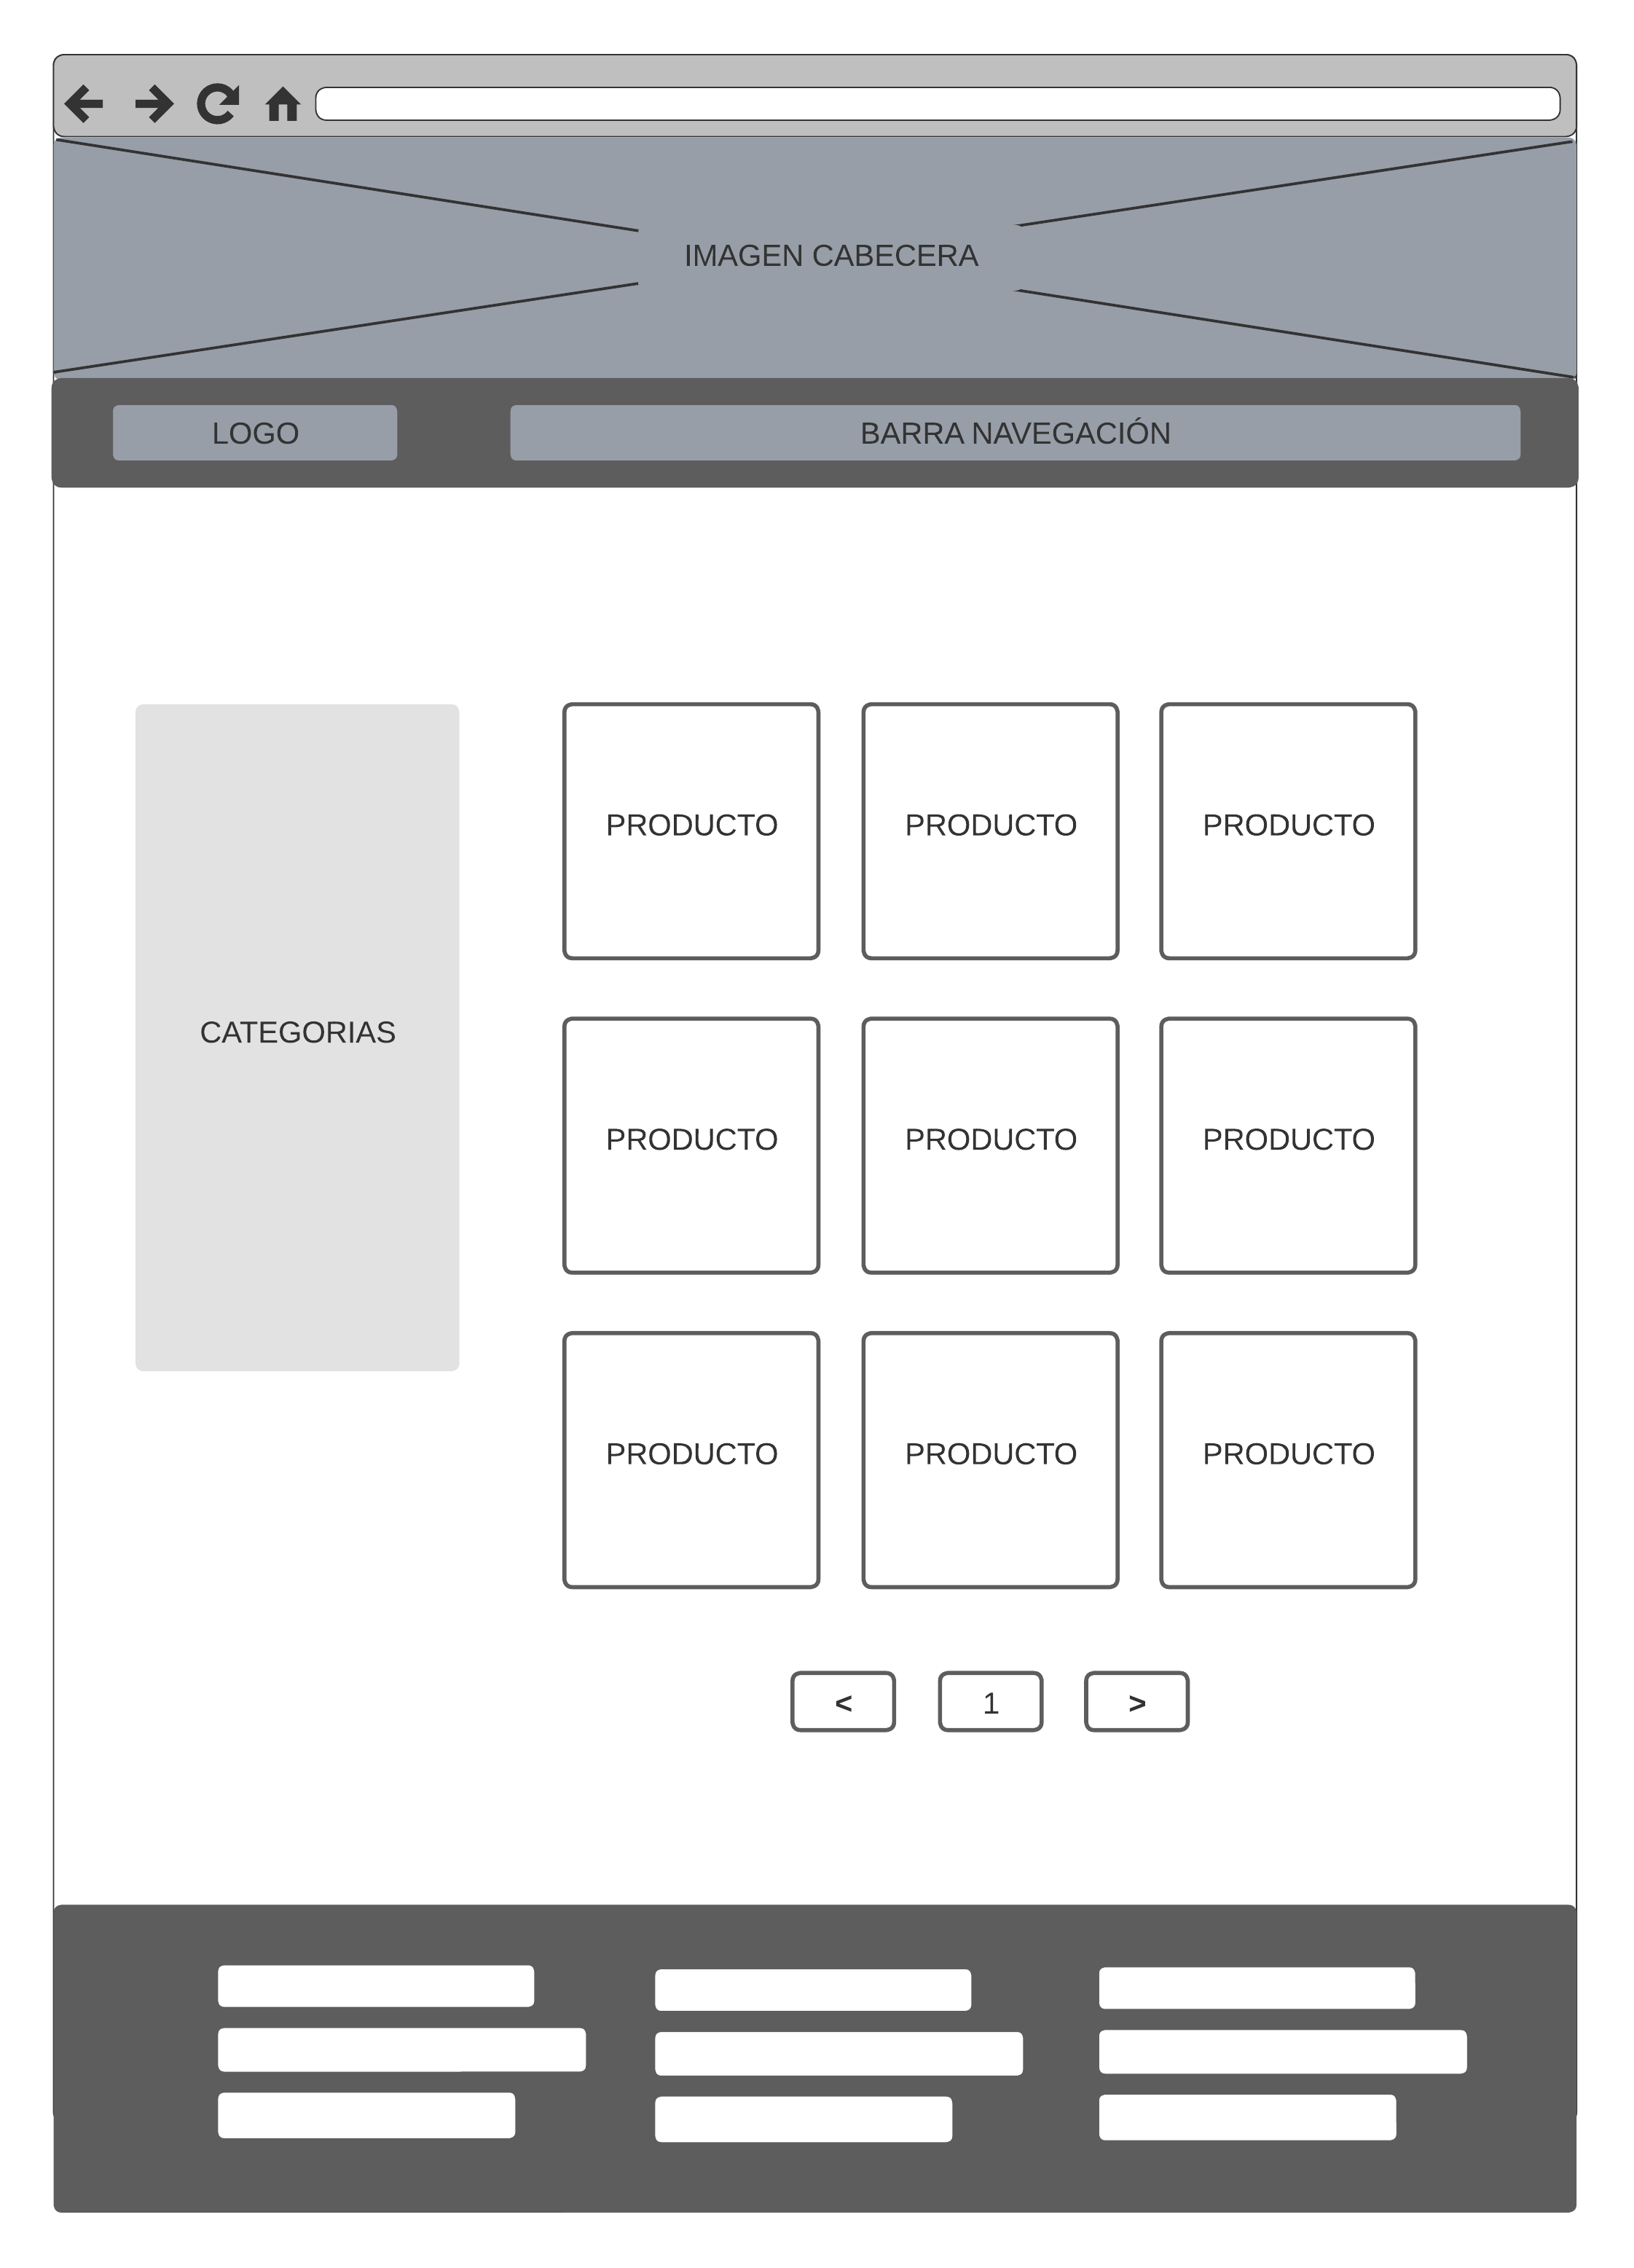 IMAGEN CABECERA
LOGO
BARRA NAVEGACIÓN
CATEGORIAS
PRODUCTO
PRODUCTO
PRODUCTO
PRODUCTO
PRODUCTO
PRODUCTO
PRODUCTO
PRODUCTO
PRODUCTO
<
1
>